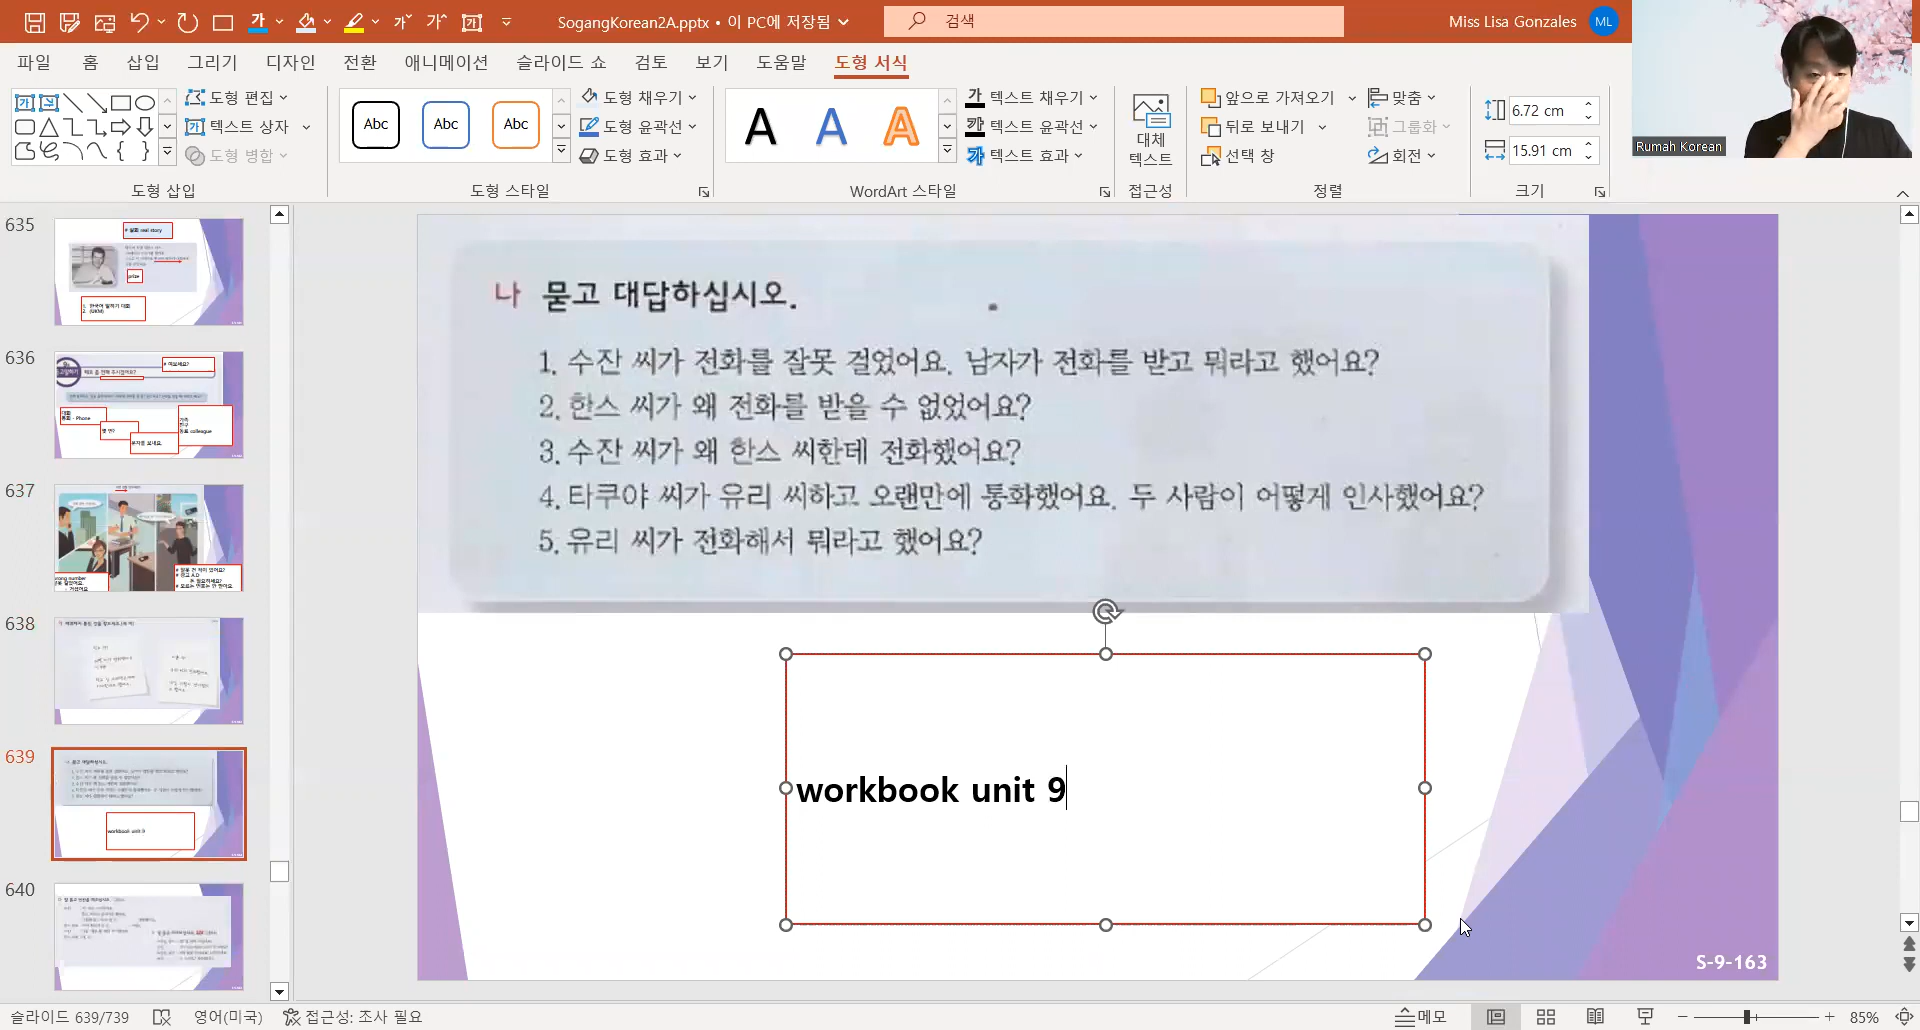 SogangKorean2A.pptx • 이 PC에 저장됨
검색
Miss Lisa Gonzales
ML
파일 홈 삽입 그리기 디자인 전환 애니메이션 슬라이드 쇼 검토 보기 도움말 도형 서식
도형 편집
텍스트 상자
도형 병합
도형 삽입
Abc Abc Abc
도형 채우기
도형 윤곽선
도형 효과
도형 스타일
A A A
텍스트 채우기
텍스트 윤곽선
텍스트 효과
WordArt 스타일
대체
텍스트
접근성
앞으로 가져오기
뒤로 보내기
선택 창
맞춤
그룹화
회전
정렬
6.72 cm
15.91 cm
크기
Rumah Korean
635
636
637
638
639
640
나 묻고 대답하십시오.
1. 수잔 씨가 전화를 잘못 걸었어요. 남자가 전화를 받고 뭐라고 했어요?
2. 한스 씨가 왜 전화를 받을 수 없었어요?
3. 수잔 씨가 왜 한스 씨한데 전화했어요?
4. 타쿠야 씨가 유리 씨하고 오랜만에 통화했어요. 두 사람이 어떻게 인사했어요?
5. 유리 씨가 전화해서 뭐라고 했어요?
workbook unit 9
S-9-163
슬라이드 639/739
영어(미국)
접근성: 조사 필요
메모
85%